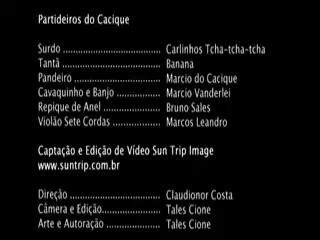 Partideiros do Cacique
Surdo ..................................... Carlinhos Tcha-tcha-tcha
Tantã ..................................... Banana
Pandeiro ................................ Marcio do Cacique
Cavaquinho e Banjo ................ Marcio Vanderlei
Repique de Anel ..................... Bruno Sales
Violão Sete Cordas .................. Marcos Leandro
Captação e Edição de Vídeo Sun Trip Image
www.suntrip.com.br
Direção ................................... Claudionor Costa
Câmera e Edição...................... Tales Cione
Arte e Autoração ..................... Tales Cione